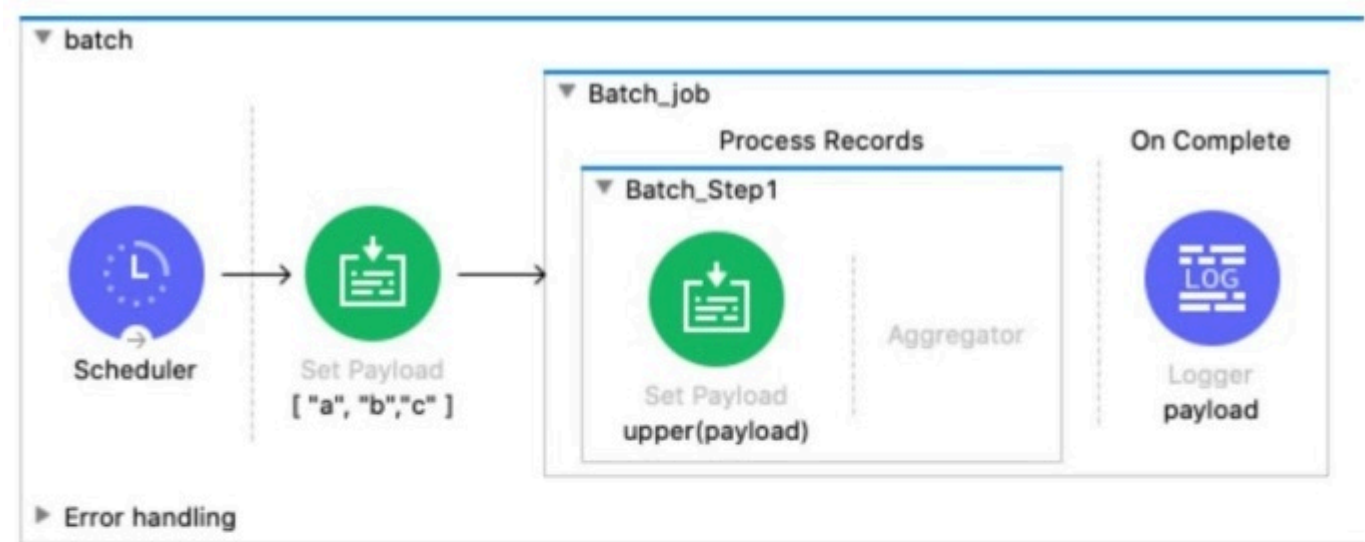 batch
Batch_job
Process Records
On Complete
Batch_Step1
LOG
Scheduler
Set Payload
[ "a", "b","c" ]
Set Payload
upper(payload)
Aggregator
Logger
payload
Error handling